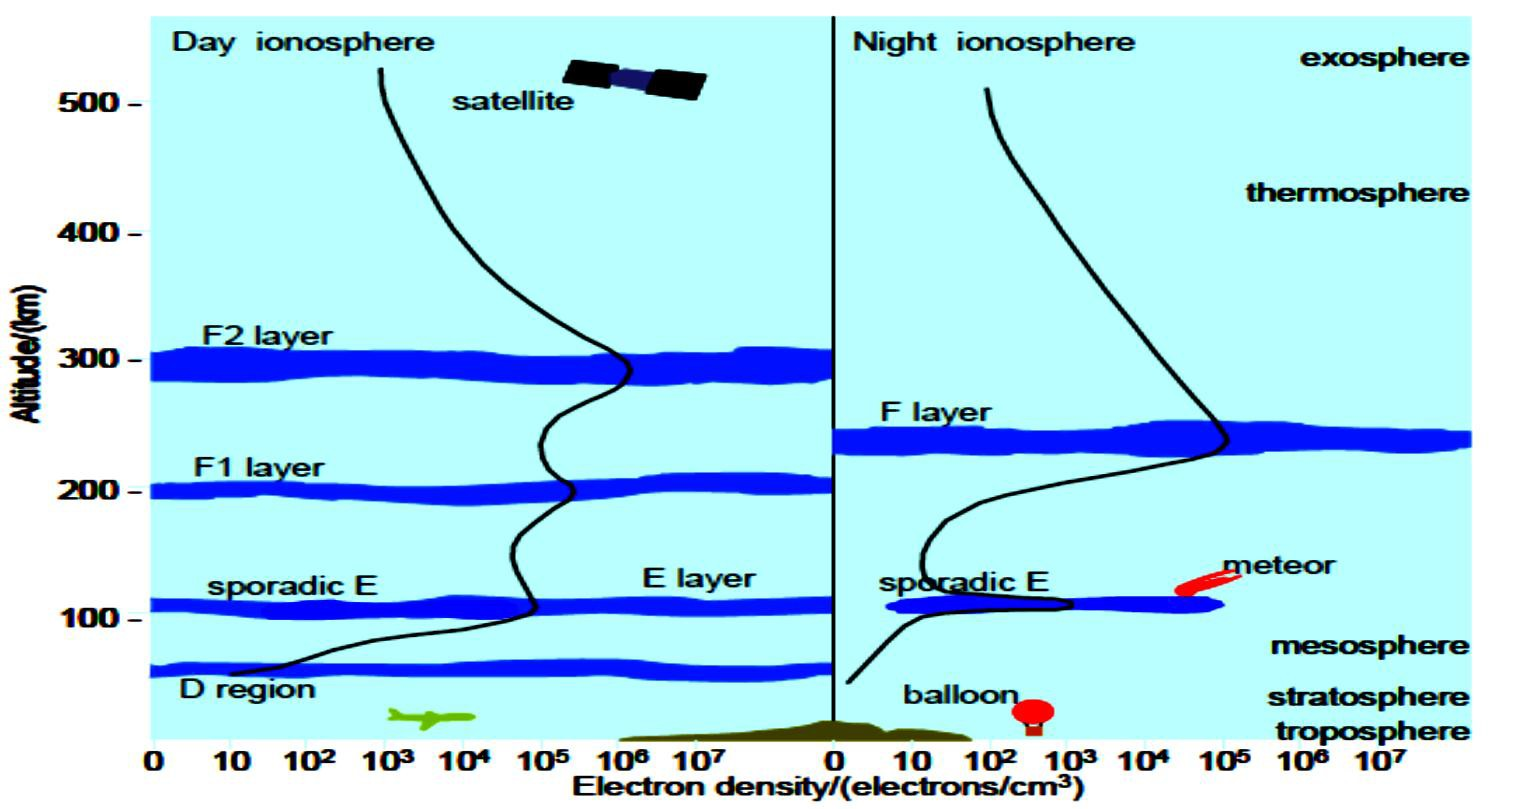 Day ionosphere
Night ionosphere
exosphere
satellite
500
thermosphere
400
Altitude/(km)
F2 layer
300
F layer
F1 layer
200
meteor
sporadic E
E layer
sporadic E
100
mesosphere
D region
balloon
stratosphere
troposphere
0 10 10² 10³ 10⁴ 10⁵ 10⁶ 10⁷ 0 10 10² 10³ 10⁴ 10⁵ 10⁶ 10⁷
Electron density/(electrons/cm³)